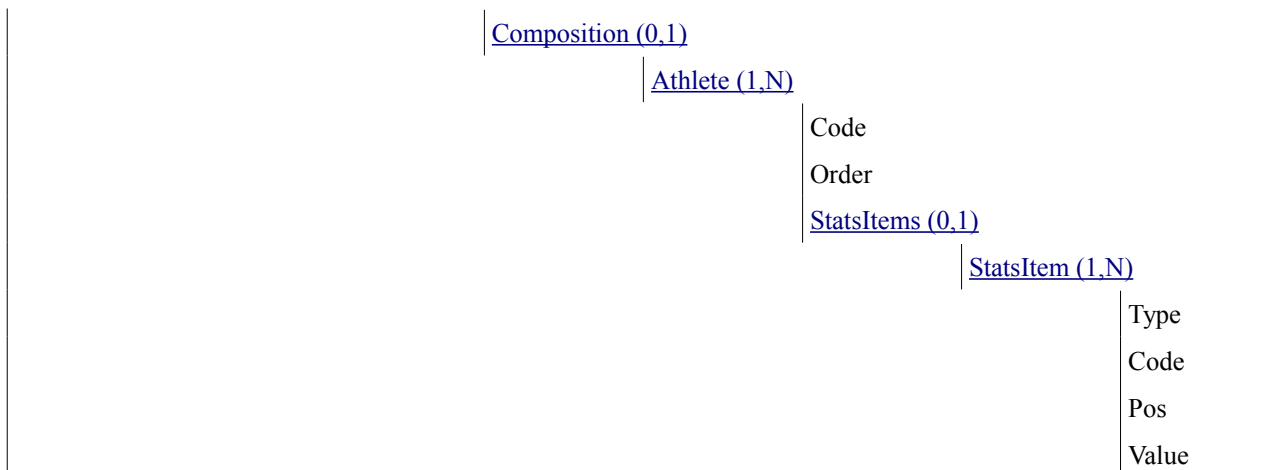 Composition (0,1)
Athlete (1,N)
Code
Order
StatsItems (0,1)
StatsItem (1,N)
Type
Code
Pos
Value